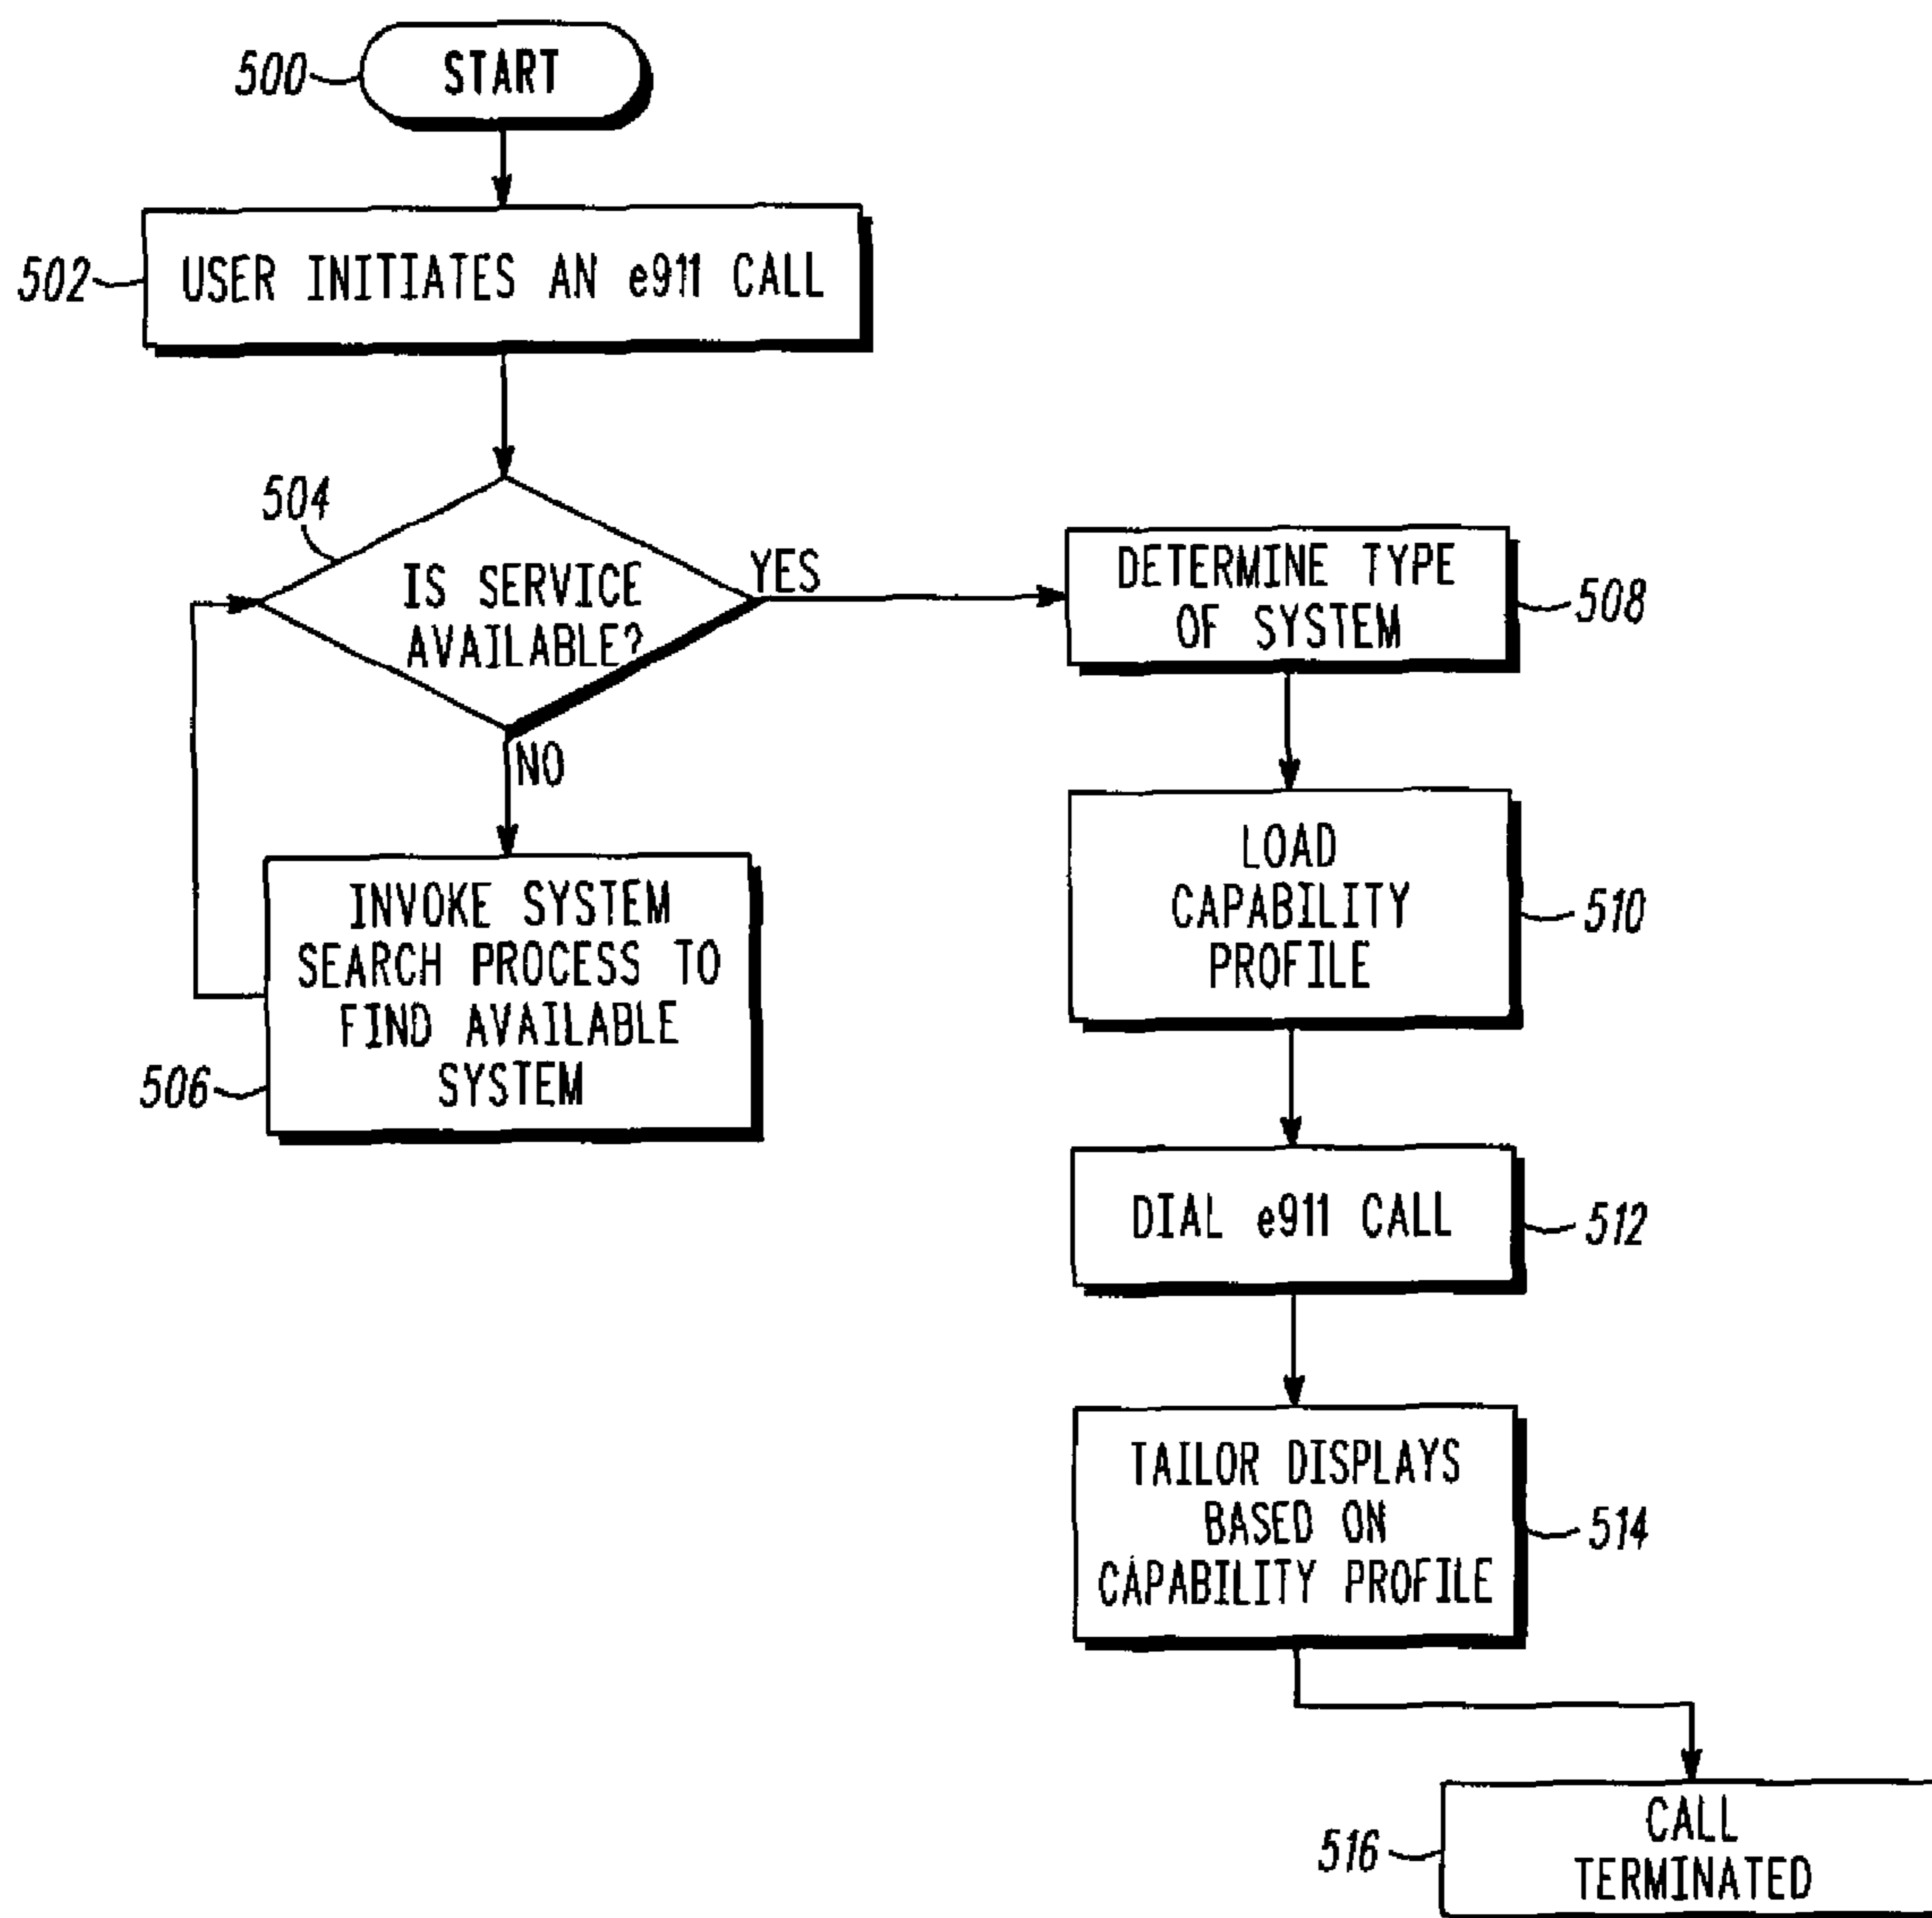 500
START
502
USER INITIATES AN e911 CALL
504
IS SERVICE
AVAILABLE?
YES
NO
506
INVOKE SYSTEM
SEARCH PROCESS TO
FIND AVAILABLE
SYSTEM
DETERMINE TYPE
OF SYSTEM
508
LOAD
CAPABILITY
PROFILE
510
DIAL e911 CALL
512
TAILOR DISPLAYS
BASED ON
CAPABILITY PROFILE
514
516
CALL
TERMINATED